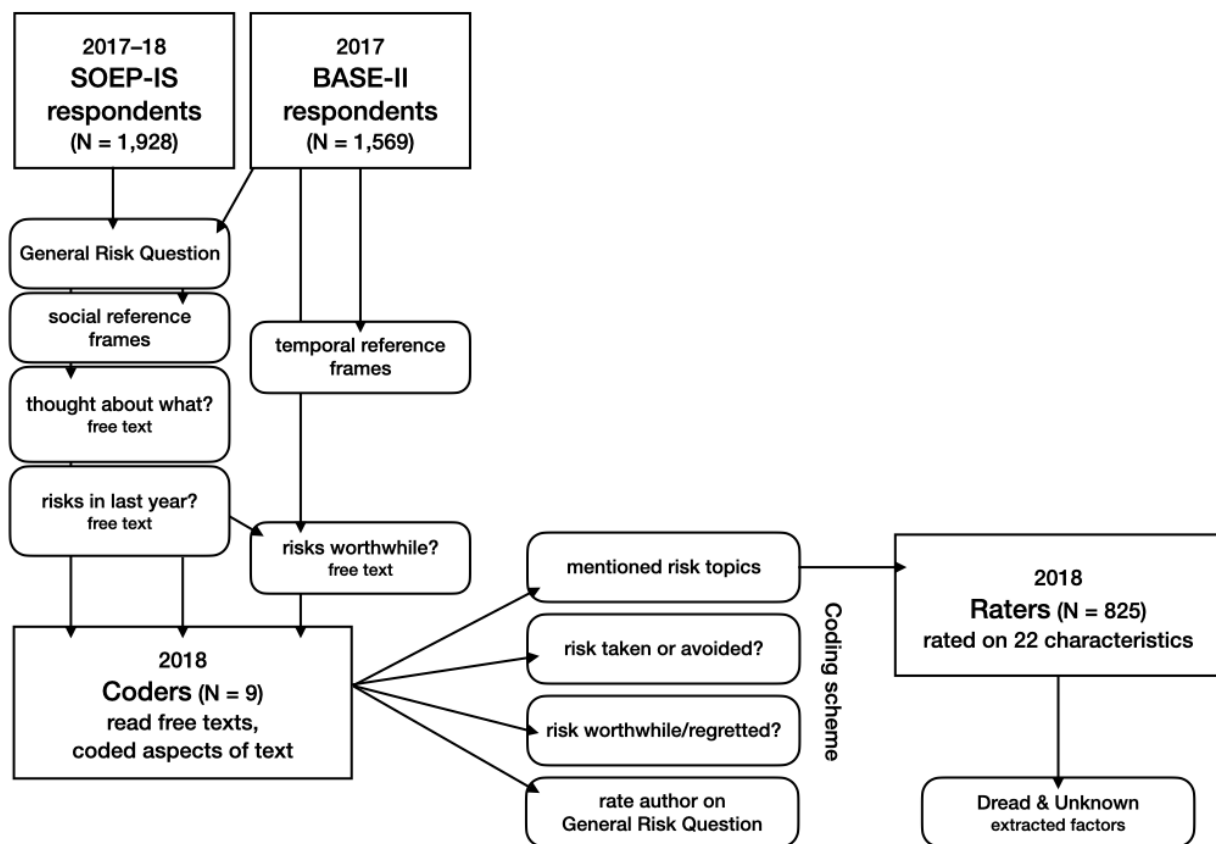 2017–18
SOEP-IS
respondents
(N = 1,928)
2017
BASE-II
respondents
(N = 1,569)
General Risk Question
social reference
frames
temporal reference
frames
thought about what?
free text
risks in last year?
free text
risks worthwhile?
free text
2018
Coders (N = 9)
read free texts,
coded aspects of text
mentioned risk topics
risk taken or avoided?
risk worthwhile/regretted?
rate author on
General Risk Question
Coding scheme
2018
Raters (N = 825)
rated on 22 characteristics
Dread & Unknown
extracted factors